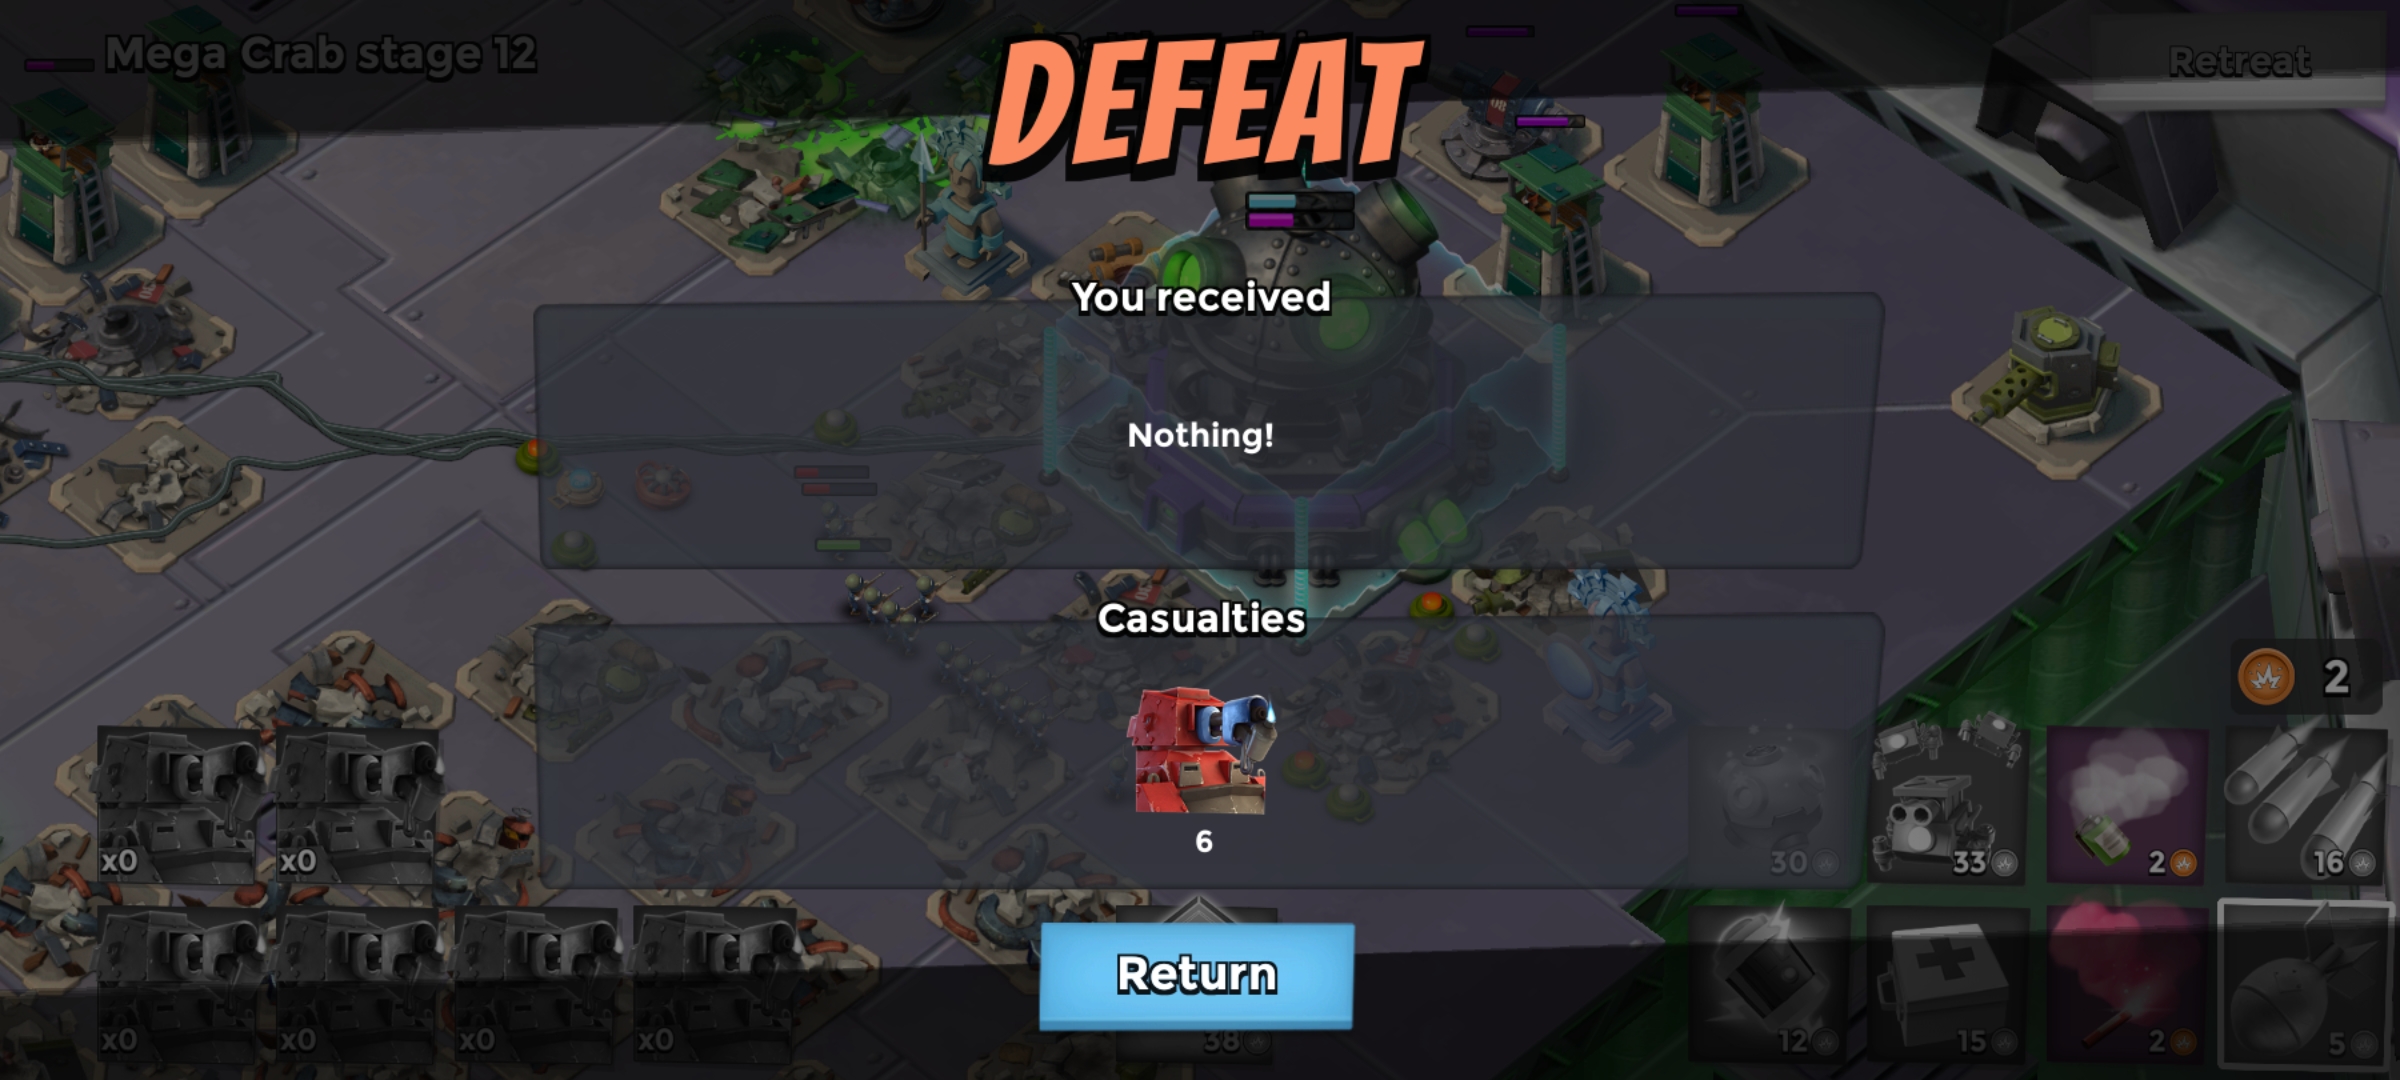 Mega Crab stage 12
DEFEAT
Retreat
You received
Nothing!
Casualties
6
2
x0
x0
30
33
2
16
x0
x0
x0
x0
Return
38
12
15
2
5